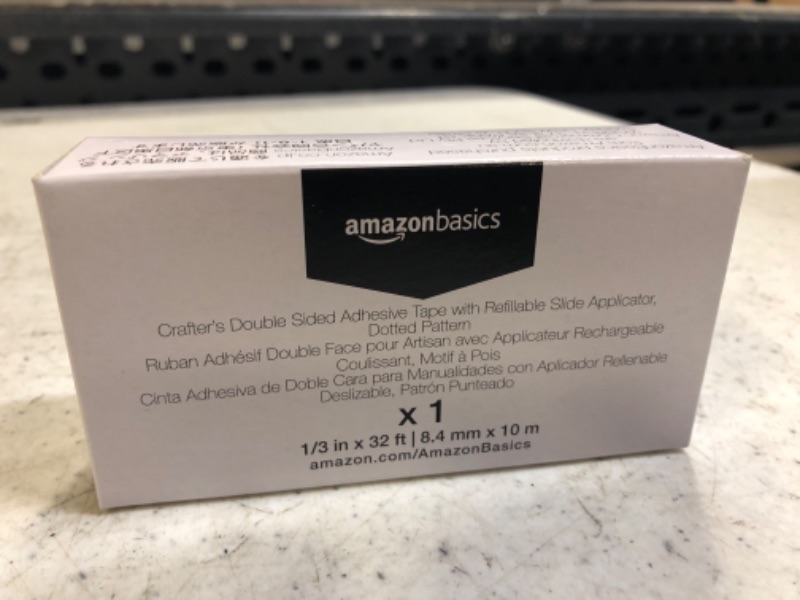 amazonbasics
Crafter's Double Sided Adhesive Tape with Refillable Slide Applicator,
Dotted Pattern
Ruban Adhésif Double Face pour Artisan avec Applicateur Rechargeable
Coulissant, Motif à Pois
Cinta Adhesiva de Doble Cara para Manualidades con Aplicador Rellenable
Deslizable, Patrón Punteado
x 1
1/3 in x 32 ft | 8.4 mm x 10 m
amazon.com/AmazonBasics